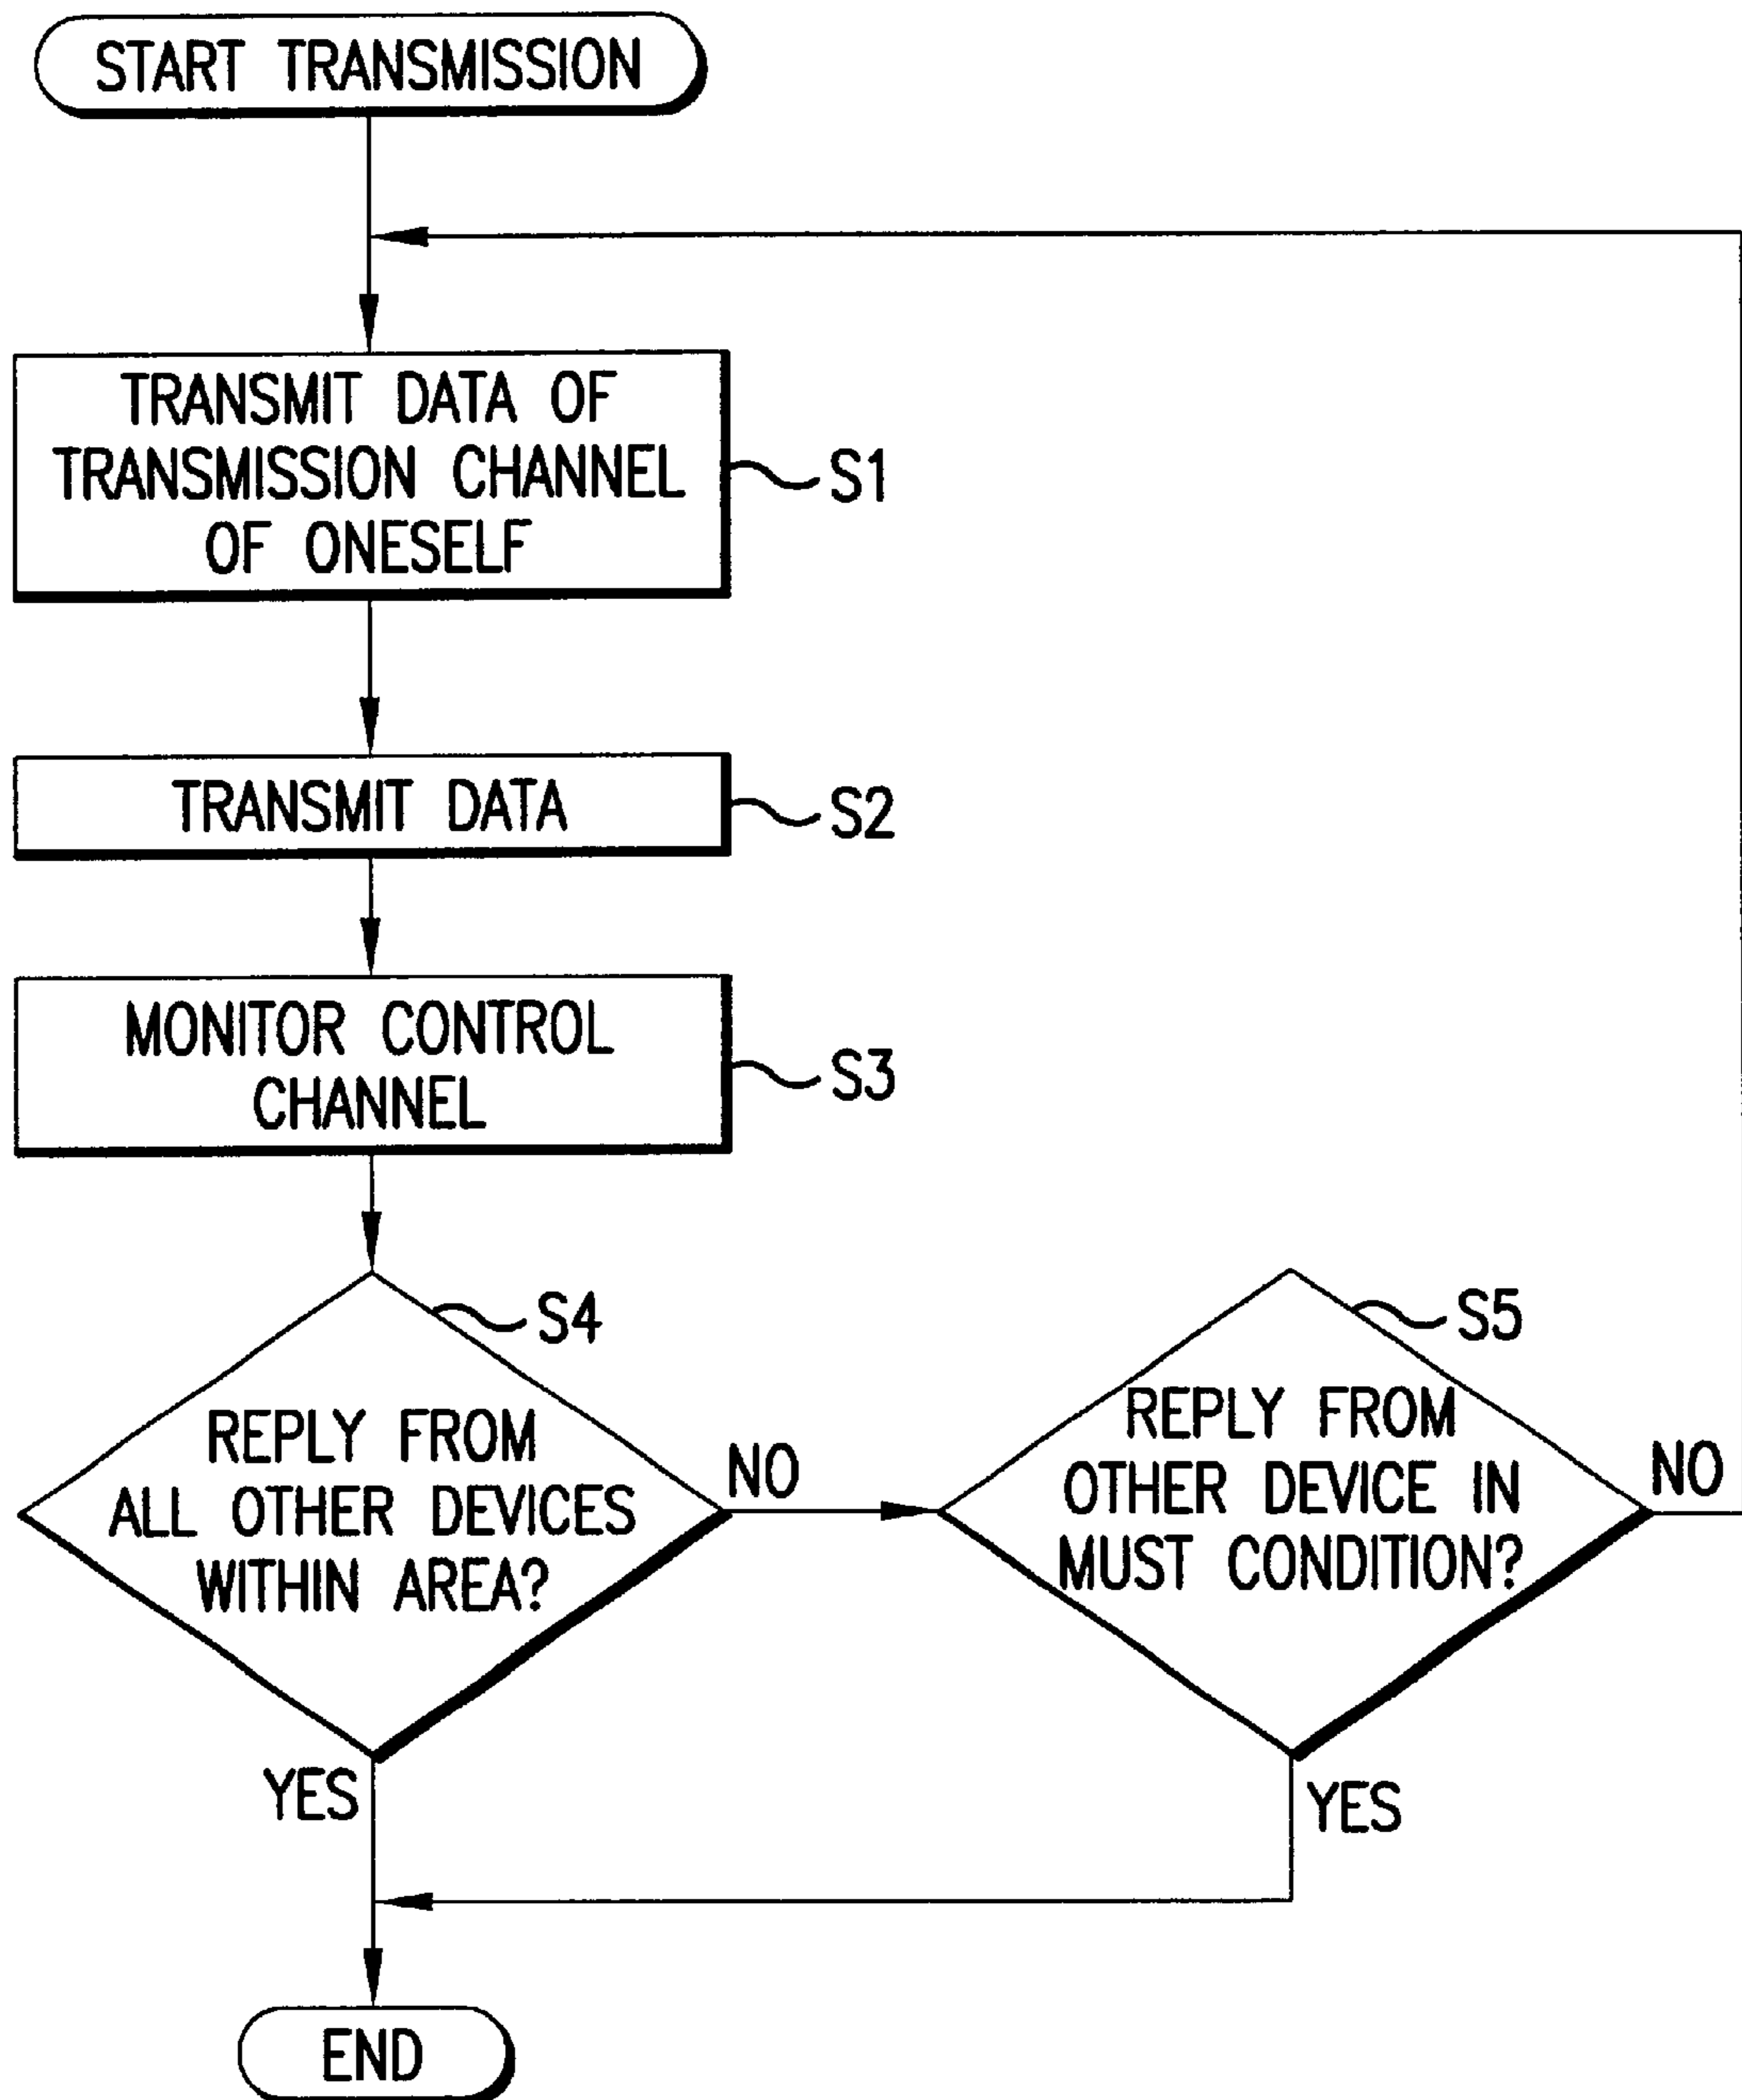 START TRANSMISSION
TRANSMIT DATA OF
TRANSMISSION CHANNEL
OF ONESELF
S1
TRANSMIT DATA
S2
MONITOR CONTROL
CHANNEL
S3
S4
REPLY FROM
ALL OTHER DEVICES
WITHIN AREA?
NO
YES
S5
REPLY FROM
OTHER DEVICE IN
MUST CONDITION?
NO
YES
END